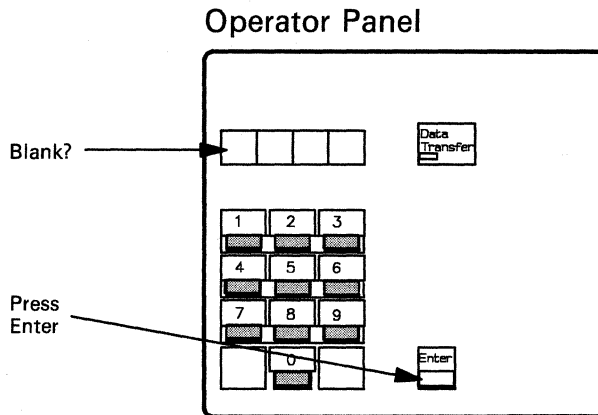 Operator Panel
Blank?
Data
Transfer
1 2 3
4 5 6
7 8 9
0
Press
Enter
Enter